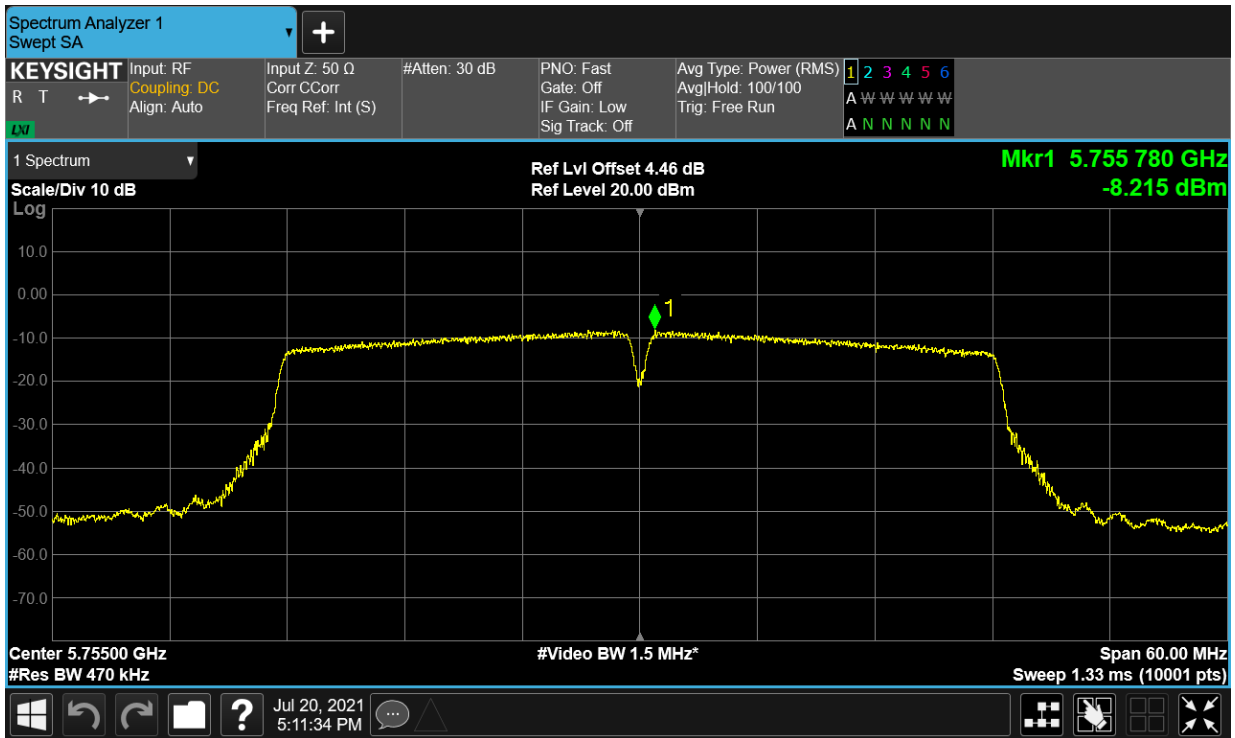 Spectrum Analyzer 1
Swept SA
+
KEYSIGHT
R T
LXI
Input: RF
Coupling: DC
Align: Auto
Input Z: 50 Ω
Corr CCorr
Freq Ref: Int (S)
#Atten: 30 dB
PNO: Fast
Gate: Off
IF Gain: Low
Sig Track: Off
Avg Type: Power (RMS)
Avg|Hold: 100/100
Trig: Free Run
1 2 3 4 5 6
A W W W W W
A N N N N N
1 Spectrum
Scale/Div 10 dB
Log
Ref Lvl Offset 4.46 dB
Ref Level 20.00 dBm
Mkr1 5.755 780 GHz
-8.215 dBm
10.0
0.00
-10.0
-20.0
-30.0
-40.0
-50.0
-60.0
-70.0
1
Center 5.75500 GHz
#Res BW 470 kHz
#Video BW 1.5 MHz*
Span 60.00 MHz
Sweep 1.33 ms (10001 pts)
?
Jul 20, 2021
5:11:34 PM